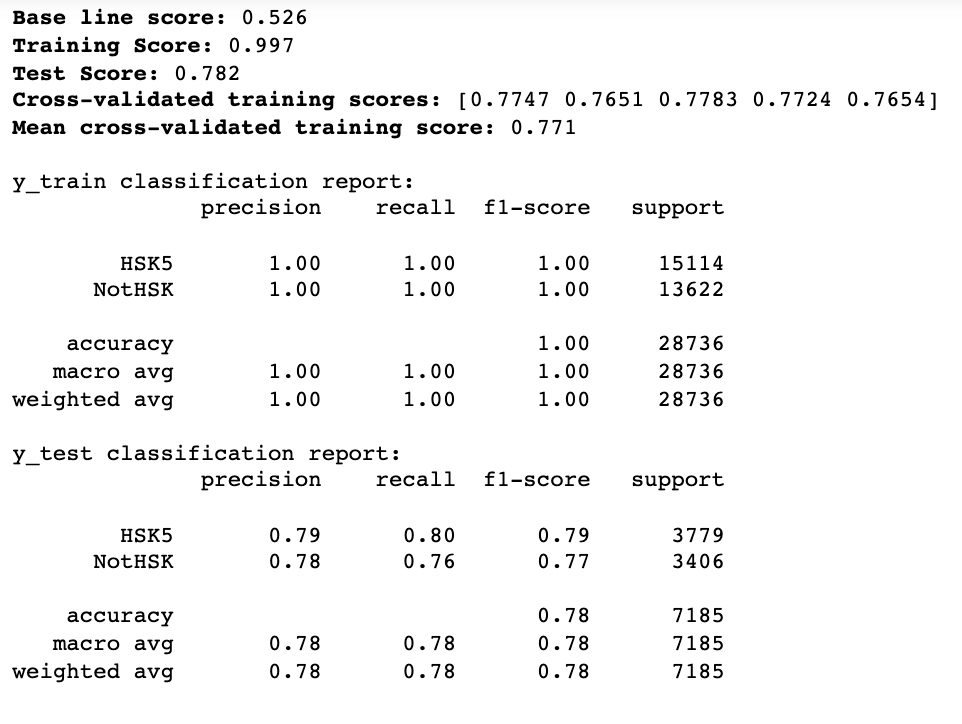 Base line score: 0.526
Training Score: 0.997
Test Score: 0.782
Cross-validated training scores: [0.7747 0.7651 0.7783 0.7724 0.7654]
Mean cross-validated training score: 0.771
y_train classification report:
precision recall f1-score support
HSK5 1.00 1.00 1.00 15114
NotHSK 1.00 1.00 1.00 13622
accuracy 1.00 28736
macro avg 1.00 1.00 1.00 28736
weighted avg 1.00 1.00 1.00 28736
y_test classification report:
precision recall f1-score support
HSK5 0.79 0.80 0.79 3779
NotHSK 0.78 0.76 0.77 3406
accuracy 0.78 7185
macro avg 0.78 0.78 0.78 7185
weighted avg 0.78 0.78 0.78 7185